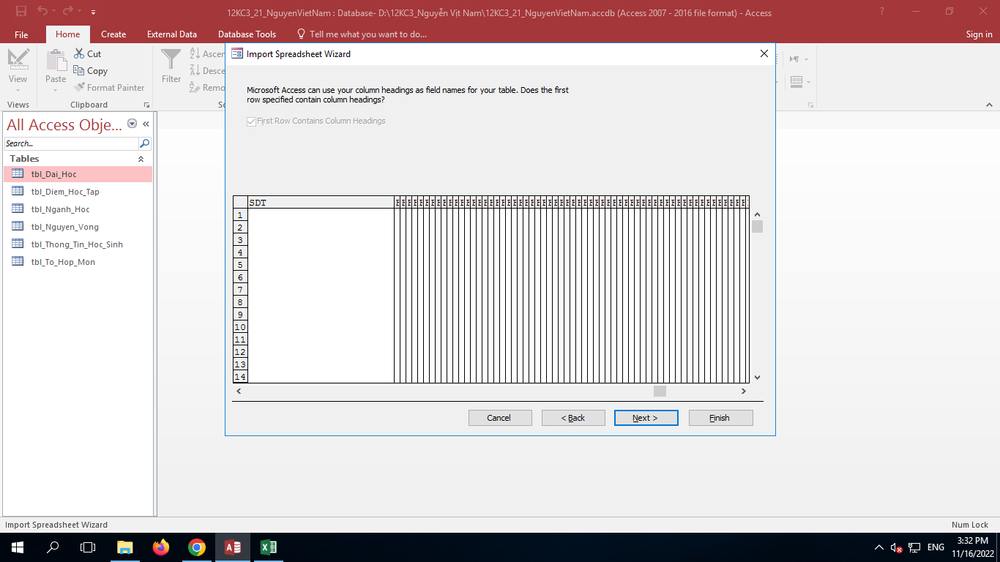 12KC3_21_NguyenVietNam : Database- D:\12KC3_Nguyễn Vịt Nam\12KC3_21_NguyenVietNam.accdb (Access 2007 - 2016 file format) - Access
?
File Home Create External Data Database Tools Tell me what you want to do... Sign in
View
Views
Paste
Cut
Copy
Format Painter
Clipboard
Filter
Ascen
Desce
Remo
So
Import Spreadsheet Wizard
Microsoft Access can use your column headings as field names for your table. Does the first
row specified contain column headings?
First Row Contains Column Headings
SDT
1
2
3
4
5
6
7
8
9
10
11
12
13
14
Cancel < Back Next > Finish
All Access Obje...
Search...
Tables
tbl_Dai_Hoc
tbl_Diem_Hoc_Tap
tbl_Nganh_Hoc
tbl_Nguyen_Vong
tbl_Thong_Tin_Hoc_Sinh
tbl_To_Hop_Mon
Import Spreadsheet Wizard Num Lock
ENG
3:32 PM
11/16/2022